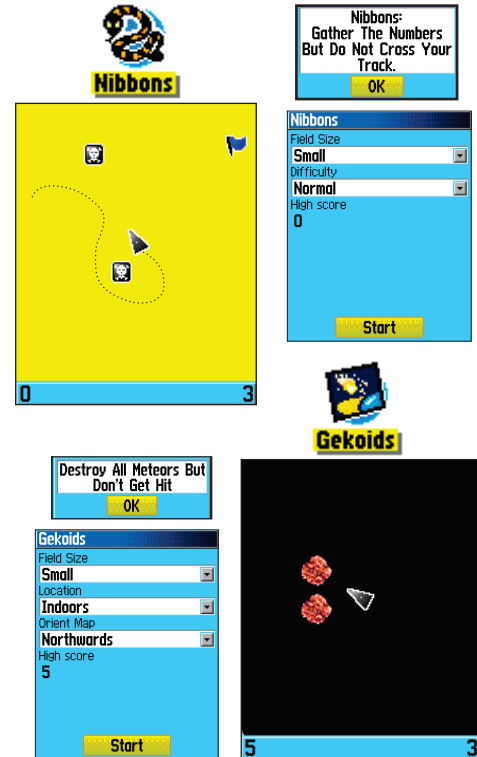 Nibbons
Nibbons:
Gather The Numbers
But Do Not Cross Your
Track.
OK
0 3
Nibbons
Field Size
Small
Difficulty
Normal
High score
0
Start
Gekoids
Destroy All Meteors But
Don't Get Hit
OK
Gekoids
Field Size
Small
Location
Indoors
Orient Map
Northwards
High score
5
Start
5 3